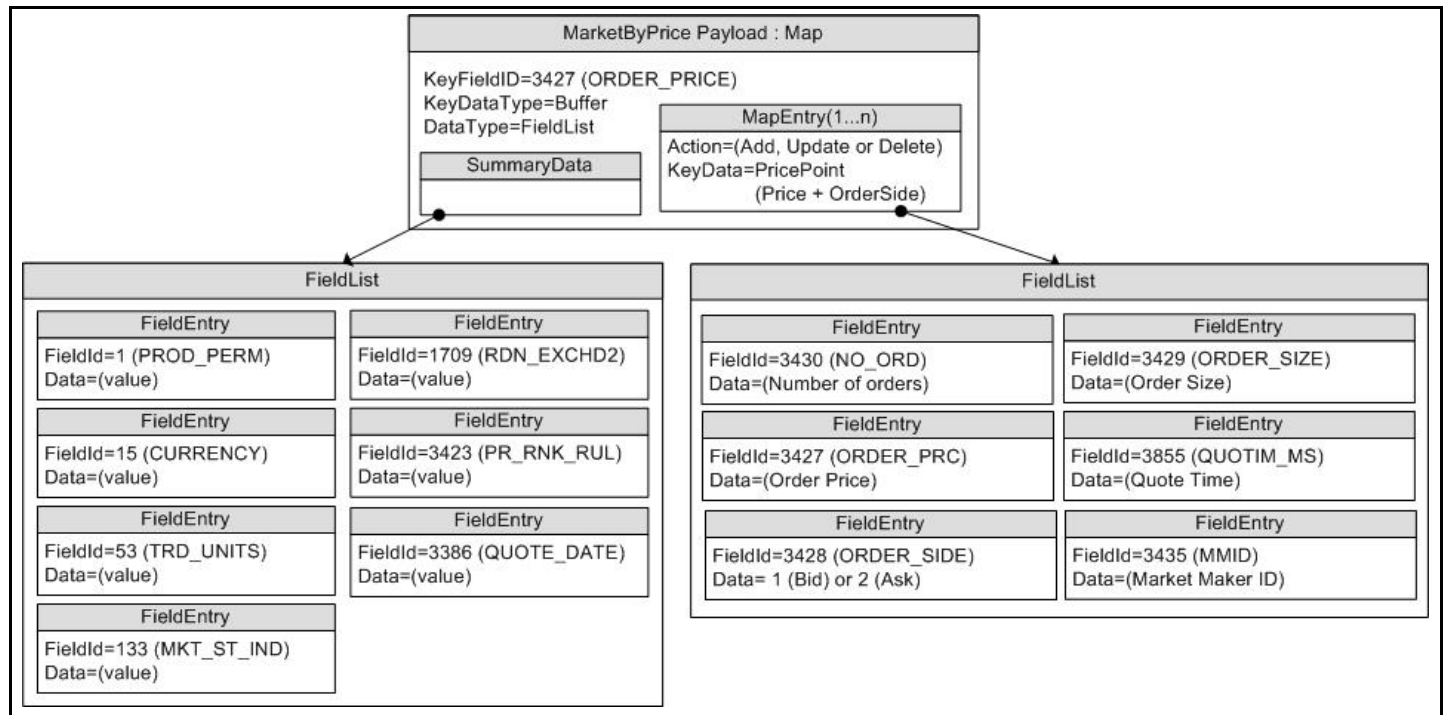 MarketByPrice Payload : Map
KeyFieldID=3427 (ORDER_PRICE)
KeyDataType=Buffer
DataType=FieldList
SummaryData
MapEntry(1...n)
Action=(Add, Update or Delete)
KeyData=PricePoint
(Price + OrderSide)
FieldList
FieldEntry
FieldId=1 (PROD_PERM)
Data=(value)
FieldEntry
FieldId=1709 (RDN_EXCHD2)
Data=(value)
FieldEntry
FieldId=15 (CURRENCY)
Data=(value)
FieldEntry
FieldId=3423 (PR_RNK_RUL)
Data=(value)
FieldEntry
FieldId=53 (TRD_UNITS)
Data=(value)
FieldEntry
FieldId=3386 (QUOTE_DATE)
Data=(value)
FieldEntry
FieldId=133 (MKT_ST_IND)
Data=(value)
FieldList
FieldEntry
FieldId=3430 (NO_ORD)
Data=(Number of orders)
FieldEntry
FieldId=3429 (ORDER_SIZE)
Data=(Order Size)
FieldEntry
FieldId=3427 (ORDER_PRC)
Data=(Order Price)
FieldEntry
FieldId=3855 (QUOTIM_MS)
Data=(Quote Time)
FieldEntry
FieldId=3428 (ORDER_SIDE)
Data= 1 (Bid) or 2 (Ask)
FieldEntry
FieldId=3435 (MMID)
Data=(Market Maker ID)